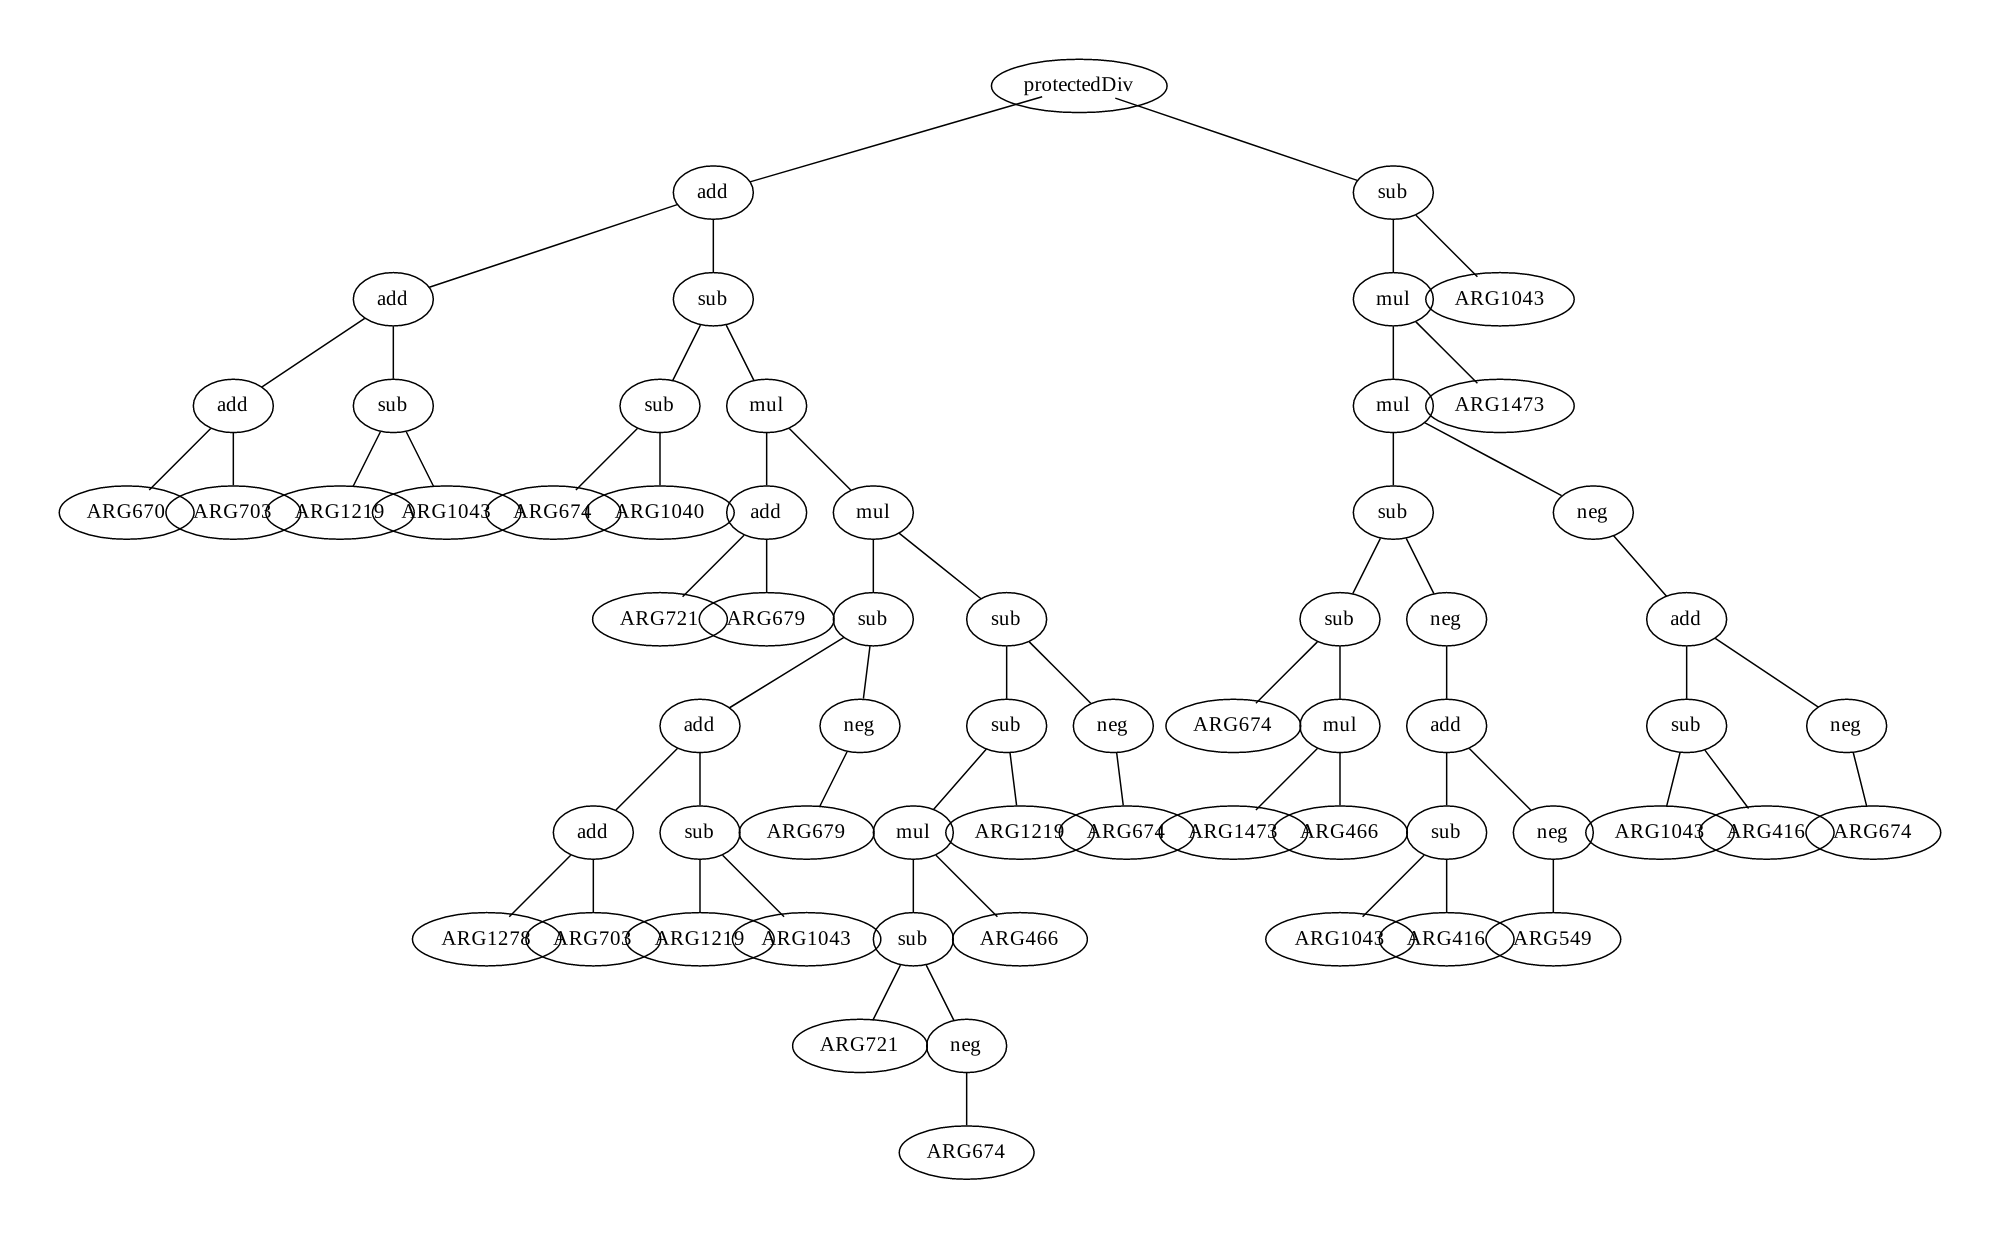 protectedDiv
add sub
add sub mul ARG1043
add sub sub mul mul ARG1473
ARG670 ARG703 ARG1219 ARG1043 ARG674 ARG1040 add mul sub neg
ARG721 ARG679 sub sub sub neg add
add neg sub neg ARG674 mul add sub neg
add sub ARG679 mul ARG1219 ARG674 ARG1473 ARG466 sub neg ARG1043 ARG416 ARG674
ARG1278 ARG703 ARG1219 ARG1043 sub ARG466 ARG1043 ARG416 ARG549
ARG721 neg
ARG674